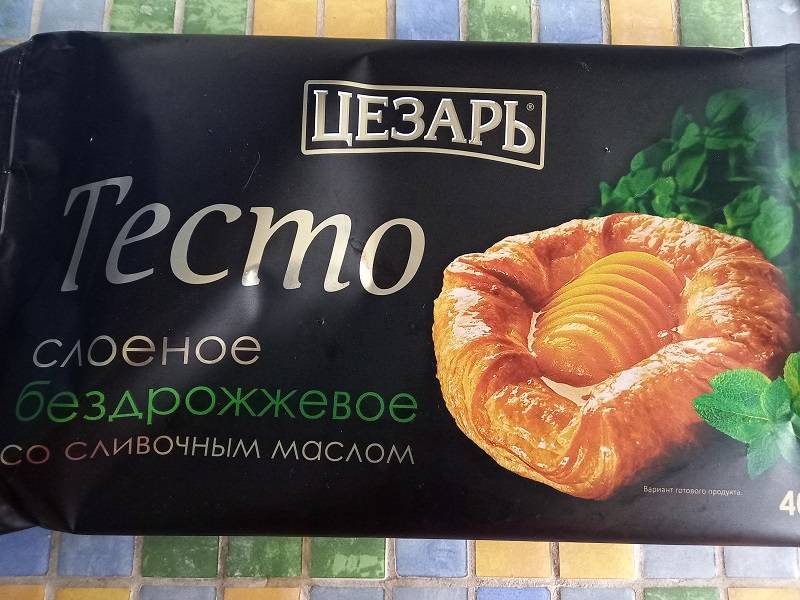 ЦЕЗАРЬ®
Тесто
слоеное
бездрожжевое
со сливочным маслом
Вариант готового продукта.